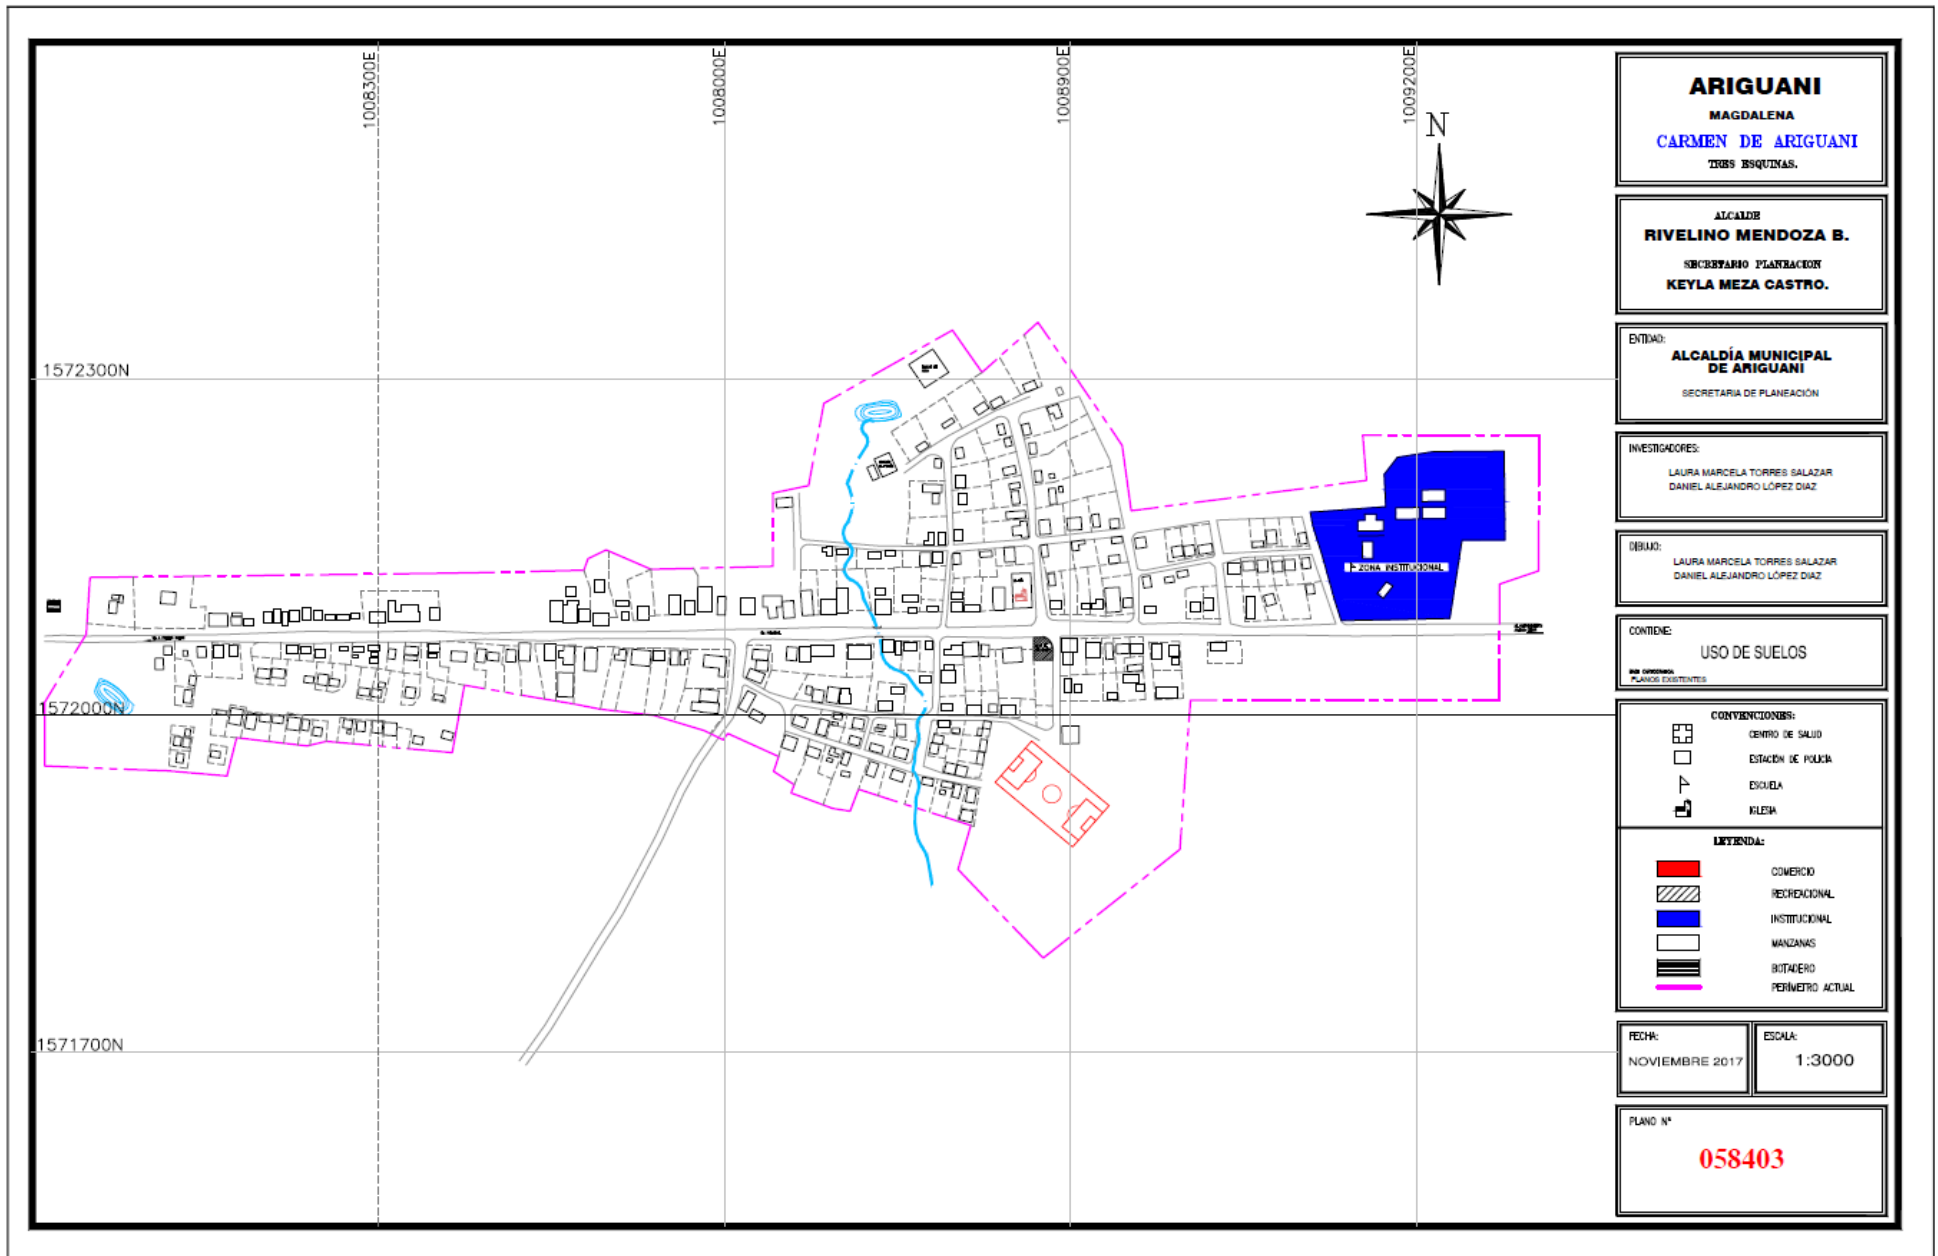 1008300E
1008000E
1008900E
1009200E
N
1572300N
1572000N
1571700N
ZONA INSTITUCIONAL
ARIGUANI
MAGDALENA
CARMEN DE ARIGUANI
TRES ESQUINAS.
ALCALDE
RIVELINO MENDOZA B.
SECRETARIO PLANEACION
KEYLA MEZA CASTRO.
ENTIDAD:
ALCALDÍA MUNICIPAL
DE ARIGUANI
SECRETARIA DE PLANEACIÓN
INVESTIGADORES:
LAURA MARCELA TORRES SALAZAR
DANIEL ALEJANDRO LÓPEZ DIAZ
DIBUJO:
LAURA MARCELA TORRES SALAZAR
DANIEL ALEJANDRO LÓPEZ DIAZ
CONTIENE:
USO DE SUELOS
PLANOS EXISTENTES
CONVENCIONES:
CENTRO DE SALUD
ESTACIÓN DE POLICÍA
ESCUELA
IGLESIA
LEYENDA:
COMERCIO
RECREACIONAL
INSTITUCIONAL
MANZANAS
BOTADERO
PERÍMETRO ACTUAL
FECHA:
NOVIEMBRE 2017
ESCALA:
1:3000
PLANO N°
058403